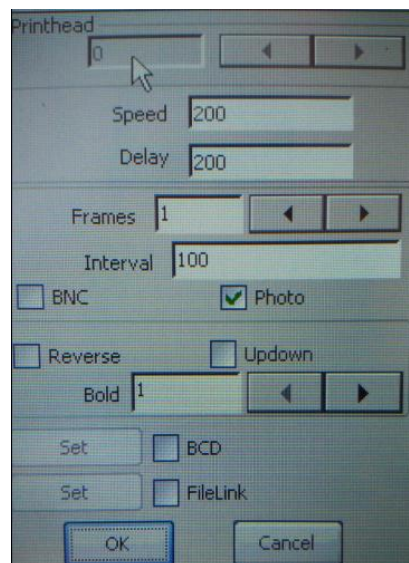 Printhead
0
Speed 200
Delay 200
Frames 1
Interval 100
BNC Photo
Reverse Updown
Bold 1
Set BCD
Set FileLink
OK Cancel